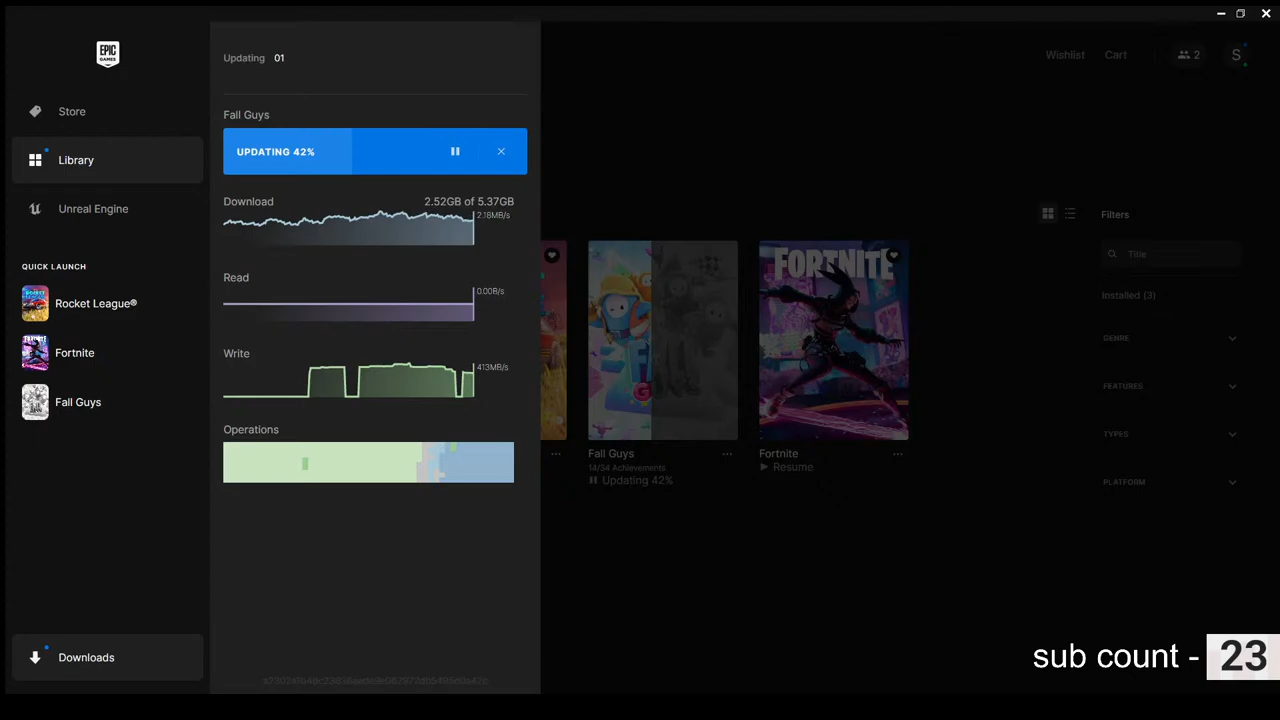 EPIC
GAMES
Store
Library
Unreal Engine
QUICK LAUNCH
Rocket League®
Fortnite
Fall Guys
Downloads
Updating 01
Fall Guys
UPDATING 42%
Download 2.52GB of 5.37GB
2.18MB/s
Read
0.00B/s
Write
413MB/s
Operations
Wishlist Cart 2 S
Filters
Title
Installed (3)
GENRE
FEATURES
TYPES
PLATFORM
FORTNITE
Fall Guys
14/34 Achievements
Updating 42%
Fortnite
Resume
sub count - 23